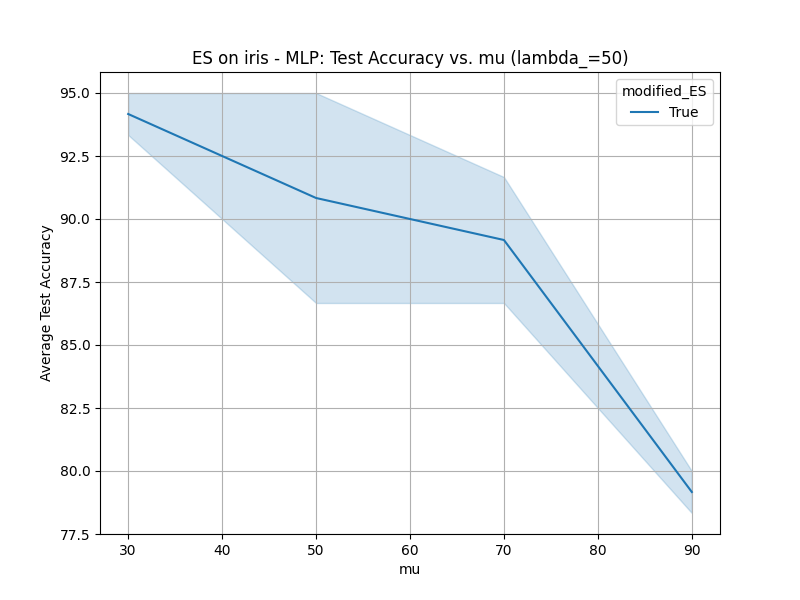 ES on iris - MLP: Test Accuracy vs. mu (lambda_=50)
modified_ES
True
Average Test Accuracy
95.0
92.5
90.0
87.5
85.0
82.5
80.0
77.5
30 40 50 60 70 80 90
mu